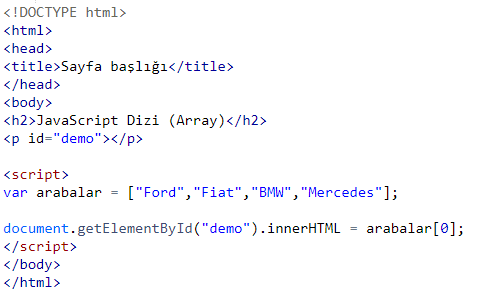 <!DOCTYPE html>
<html>
<head>
<title>Sayfa başlığı</title>
</head>
<body>
<h2>JavaScript Dizi (Array)</h2>
<p id="demo"></p>
<script>
var arabalar = ["Ford","Fiat","BMW","Mercedes"];
document.getElementById("demo").innerHTML = arabalar[0];
</script>
</body>
</html>